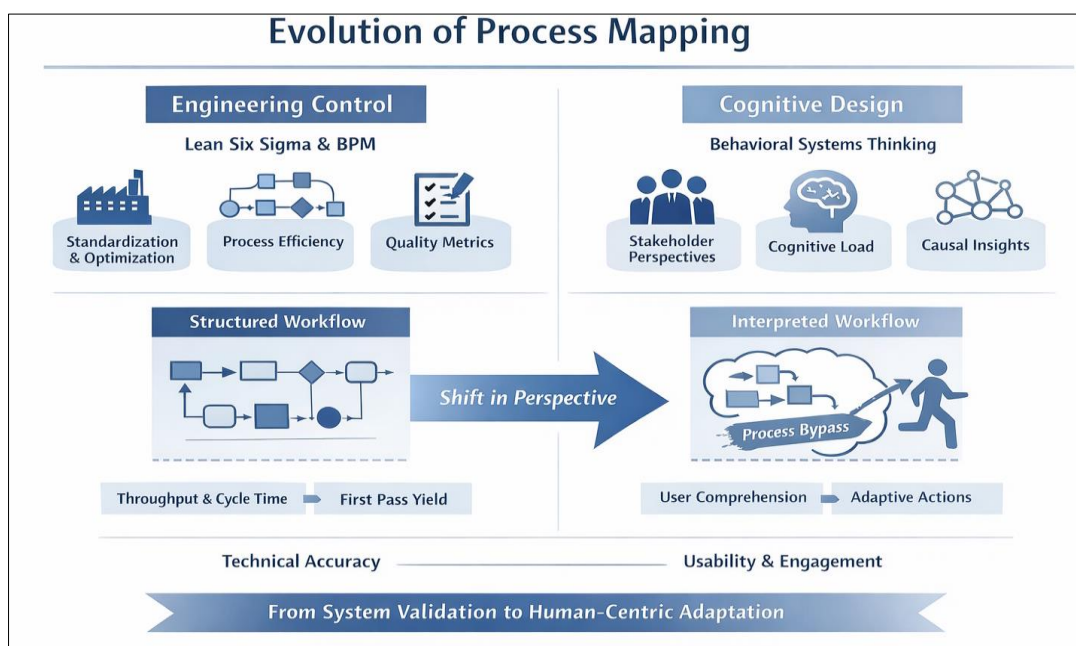 Evolution of Process Mapping
Engineering Control
Lean Six Sigma & BPM
Standardization
& Optimization
Process Efficiency
Quality Metrics
Cognitive Design
Behavioral Systems Thinking
Stakeholder
Perspectives
Cognitive Load
Causal Insights
Structured Workflow
Shift in Perspective
Interpreted Workflow
Process Bypass
Throughput & Cycle Time
First Pass Yield
User Comprehension
Adaptive Actions
Technical Accuracy
Usability & Engagement
From System Validation to Human-Centric Adaptation